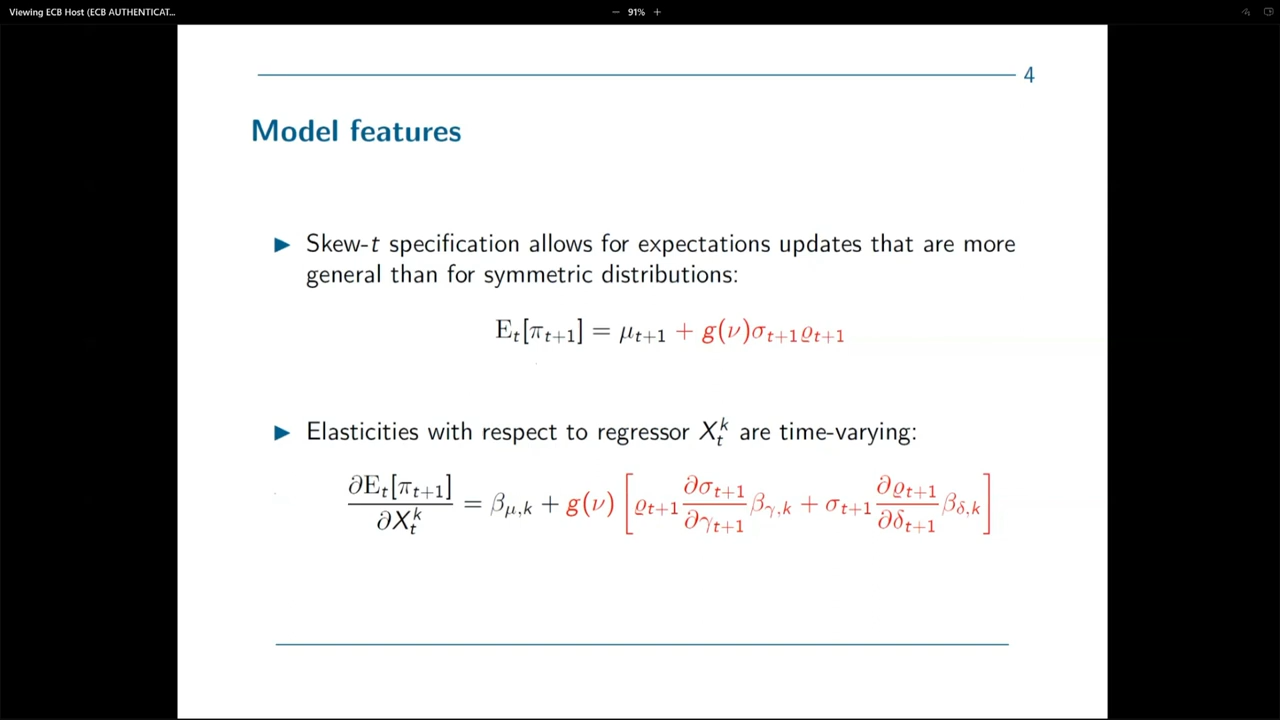 Viewing ECB Host (ECB AUTHENTICAT...
− 91% +
4
Model features
▶ Skew-t specification allows for expectations updates that are more
general than for symmetric distributions:
E_t[π_{t+1}] = μ_{t+1} + g(ν)σ_{t+1}ϱ_{t+1}
▶ Elasticities with respect to regressor X_t^k are time-varying:
∂E_t[π_{t+1}]/∂X_t^k = β_{μ,k} + g(ν) [ϱ_{t+1} ∂σ_{t+1}/∂γ_{t+1} β_{γ,k} + σ_{t+1} ∂ϱ_{t+1}/∂δ_{t+1} β_{δ,k}]